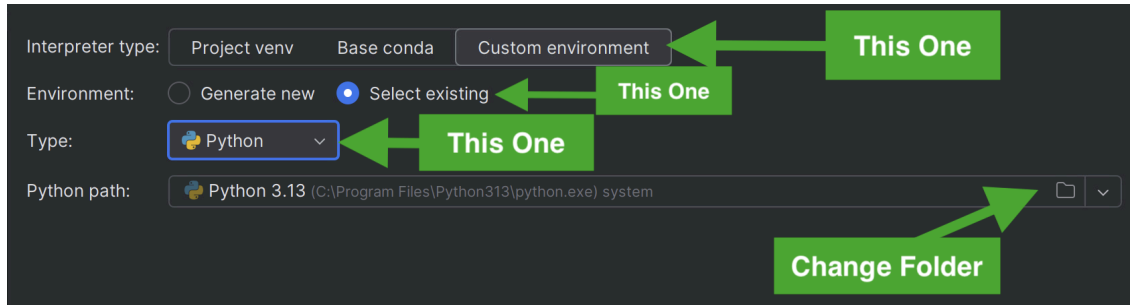 Interpreter type: Project venv Base conda Custom environment This One
Environment: Generate new Select existing This One
Type: Python This One
Python path: Python 3.13 (C:\Program Files\Python313\python.exe) system
Change Folder